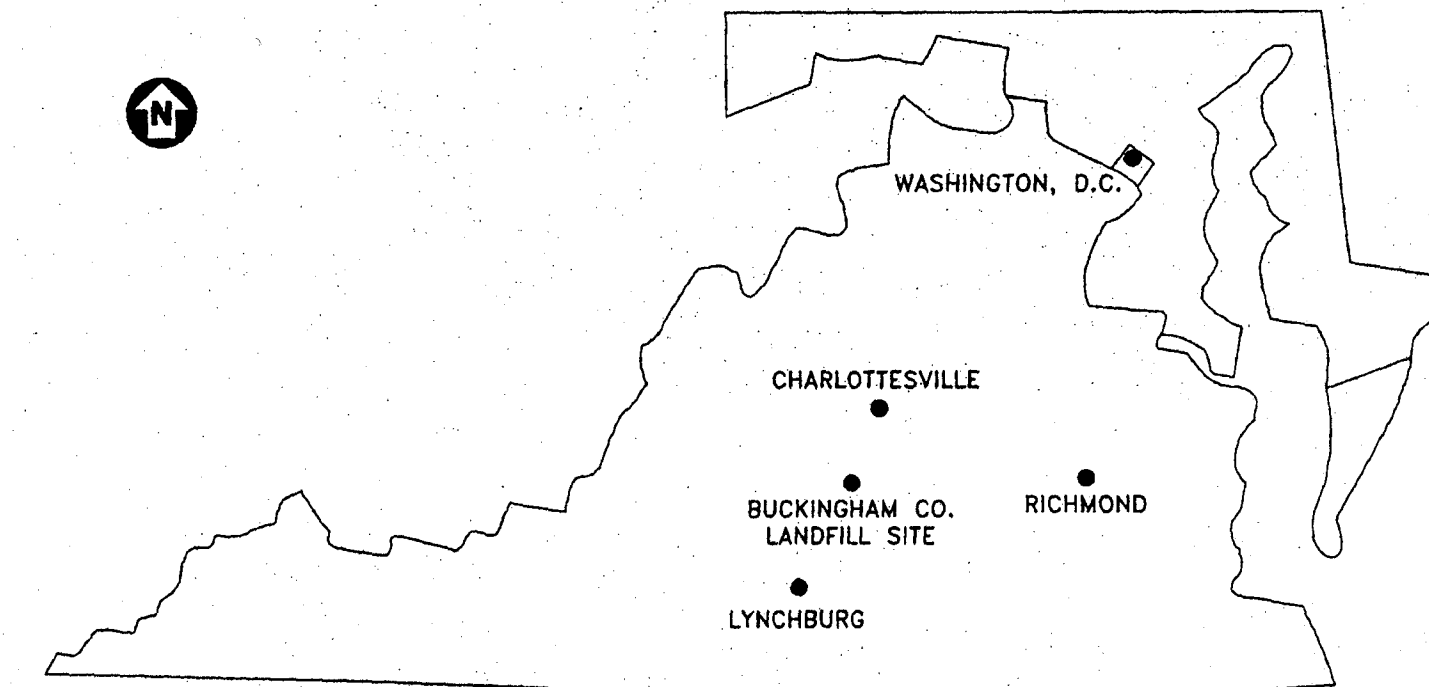 N
WASHINGTON, D.C.
CHARLOTTESVILLE
BUCKINGHAM CO.
LANDFILL SITE
RICHMOND
LYNCHBURG